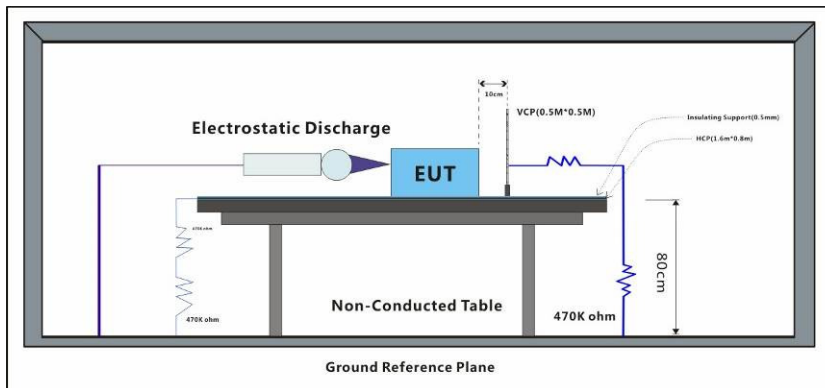 10cm
VCP(0.5M*0.5M)
Insulating Support(0.5mm)
HCP(1.6m*0.8m)
Electrostatic Discharge
EUT
470K ohm
80cm
Non-Conducted Table
470K ohm
470K ohm
Ground Reference Plane